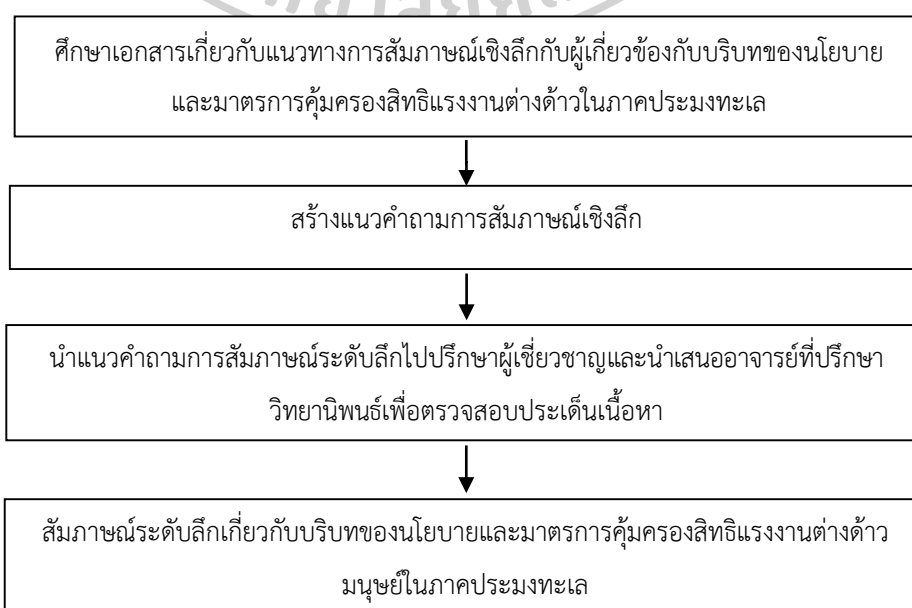 ศึกษาเอกสารเกี่ยวกับแนวทางการสัมภาษณ์เชิงลึกกับผู้เกี่ยวข้องกับบริบทของนโยบาย
และมาตรการคุ้มครองสิทธิแรงงานต่างด้าวในภาคประมงทะเล
สร้างแนวคำถามการสัมภาษณ์เชิงลึก
นำแนวคำถามการสัมภาษณ์ระดับลึกไปปรึกษาผู้เชี่ยวชาญและนำเสนออาจารย์ที่ปรึกษา
วิทยานิพนธ์เพื่อตรวจสอบประเด็นเนื้อหา
สัมภาษณ์ระดับลึกเกี่ยวกับบริบทของนโยบายและมาตรการคุ้มครองสิทธิแรงงานต่างด้าว
มนุษย์ในภาคประมงทะเล